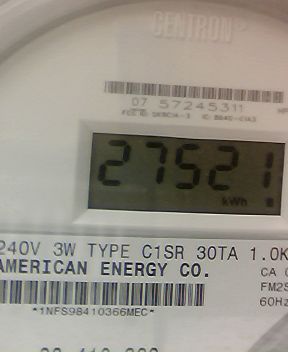 CENTRON®
07 57245311
27521
kWh
240V 3W TYPE C1SR 30TA 1.0K
AMERICAN ENERGY CO.
CA
FM2S
60Hz
*1NFS98410366MEC*